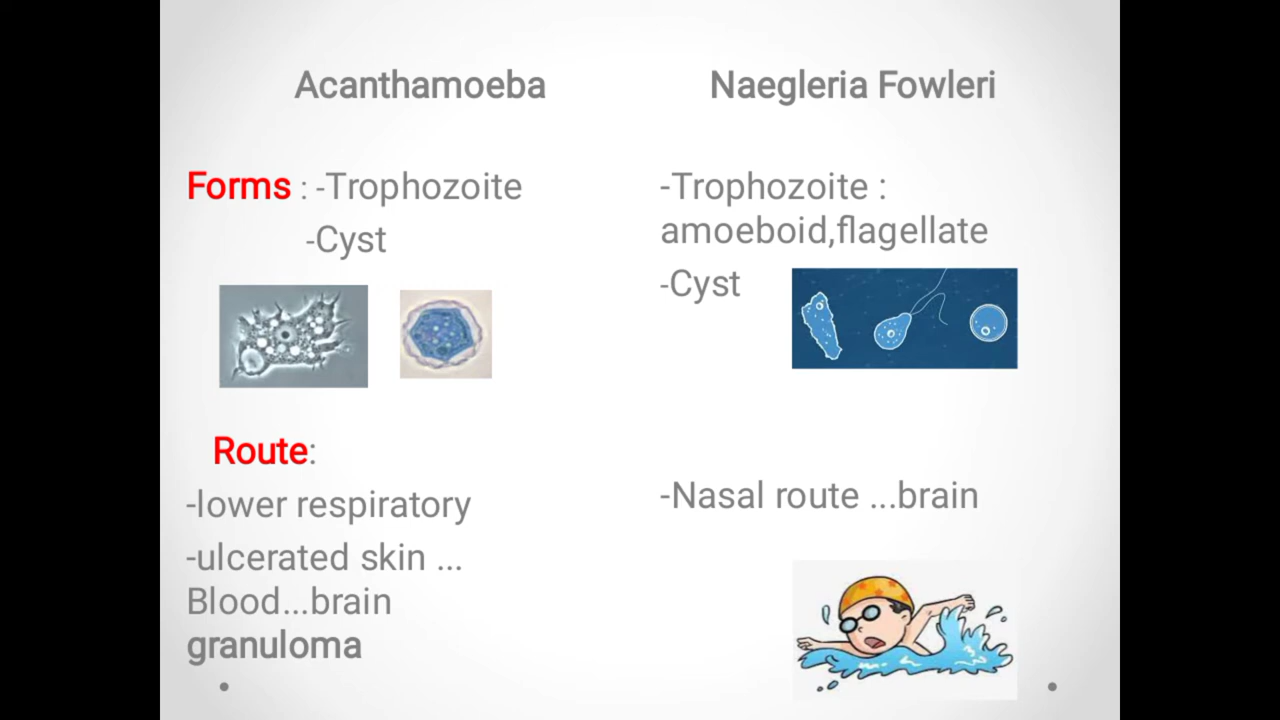 Acanthamoeba
Naegleria Fowleri
Forms : -Trophozoite
-Cyst
-Trophozoite :
amoeboid,flagellate
-Cyst
Route:
-lower respiratory
-ulcerated skin ...
Blood...brain
granuloma
-Nasal route ...brain